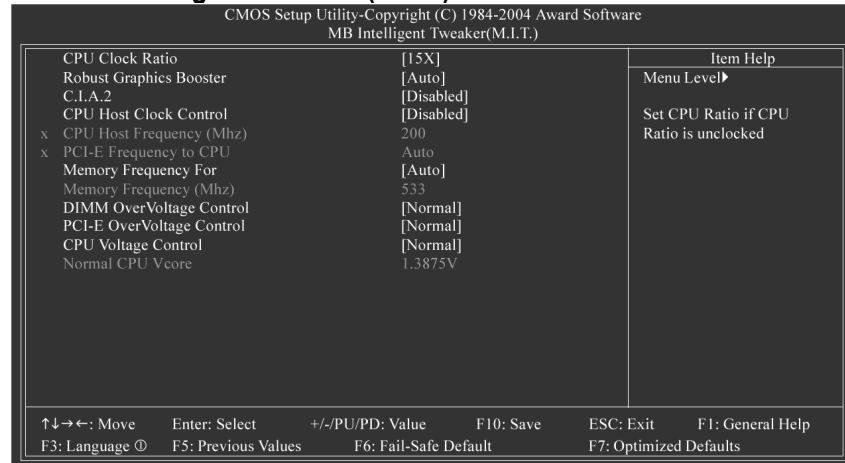 CMOS Setup Utility-Copyright (C) 1984-2004 Award Software
MB Intelligent Tweaker(M.I.T.)
CPU Clock Ratio [15X]
Robust Graphics Booster [Auto]
C.I.A.2 [Disabled]
CPU Host Clock Control [Disabled]
x CPU Host Frequency (Mhz) 200
x PCI-E Frequency to CPU Auto
Memory Frequency For [Auto]
Memory Frequency (Mhz) 533
DIMM OverVoltage Control [Normal]
PCI-E OverVoltage Control [Normal]
CPU Voltage Control [Normal]
Normal CPU Vcore 1.3875V
Item Help
Menu Level▶
Set CPU Ratio if CPU
Ratio is unclocked
↑↓→←: Move Enter: Select +/-/PU/PD: Value F10: Save ESC: Exit F1: General Help
F3: Language ① F5: Previous Values F6: Fail-Safe Default F7: Optimized Defaults